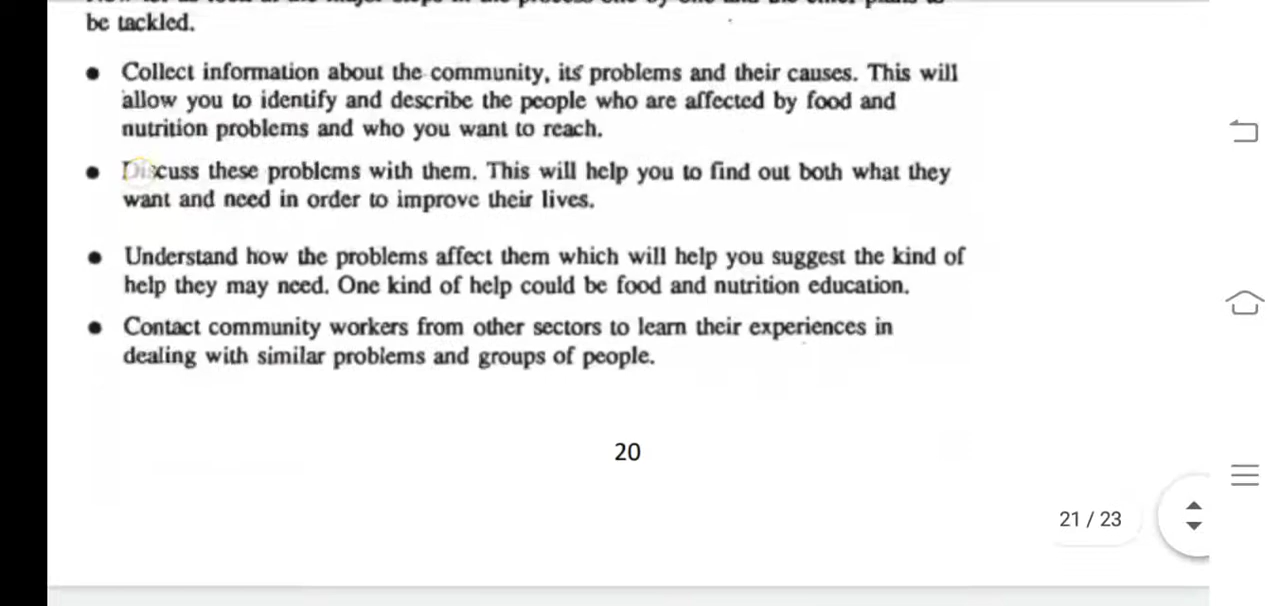 be tackled.
• Collect information about the community, its problems and their causes. This will
allow you to identify and describe the people who are affected by food and
nutrition problems and who you want to reach.
• Discuss these problems with them. This will help you to find out both what they
want and need in order to improve their lives.
• Understand how the problems affect them which will help you suggest the kind of
help they may need. One kind of help could be food and nutrition education.
• Contact community workers from other sectors to learn their experiences in
dealing with similar problems and groups of people.
20
21 / 23